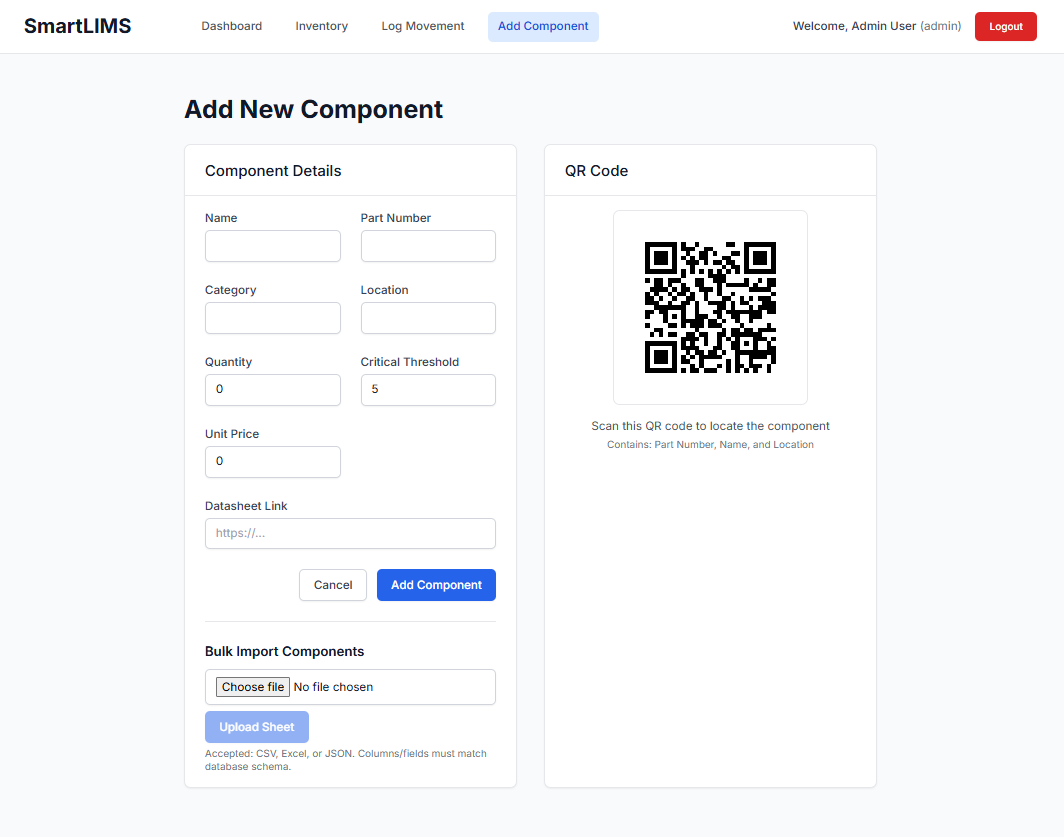 SmartLIMS
Dashboard
Inventory
Log Movement
Add Component
Welcome, Admin User (admin)
Logout
Add New Component
Component Details
Name
Part Number
Category
Location
Quantity
Critical Threshold
0
5
Unit Price
0
Datasheet Link
https://...
Cancel
Add Component
Bulk Import Components
Choose file No file chosen
Upload Sheet
Accepted: CSV, Excel, or JSON. Columns/fields must match
database schema.
QR Code
Scan this QR code to locate the component
Contains: Part Number, Name, and Location